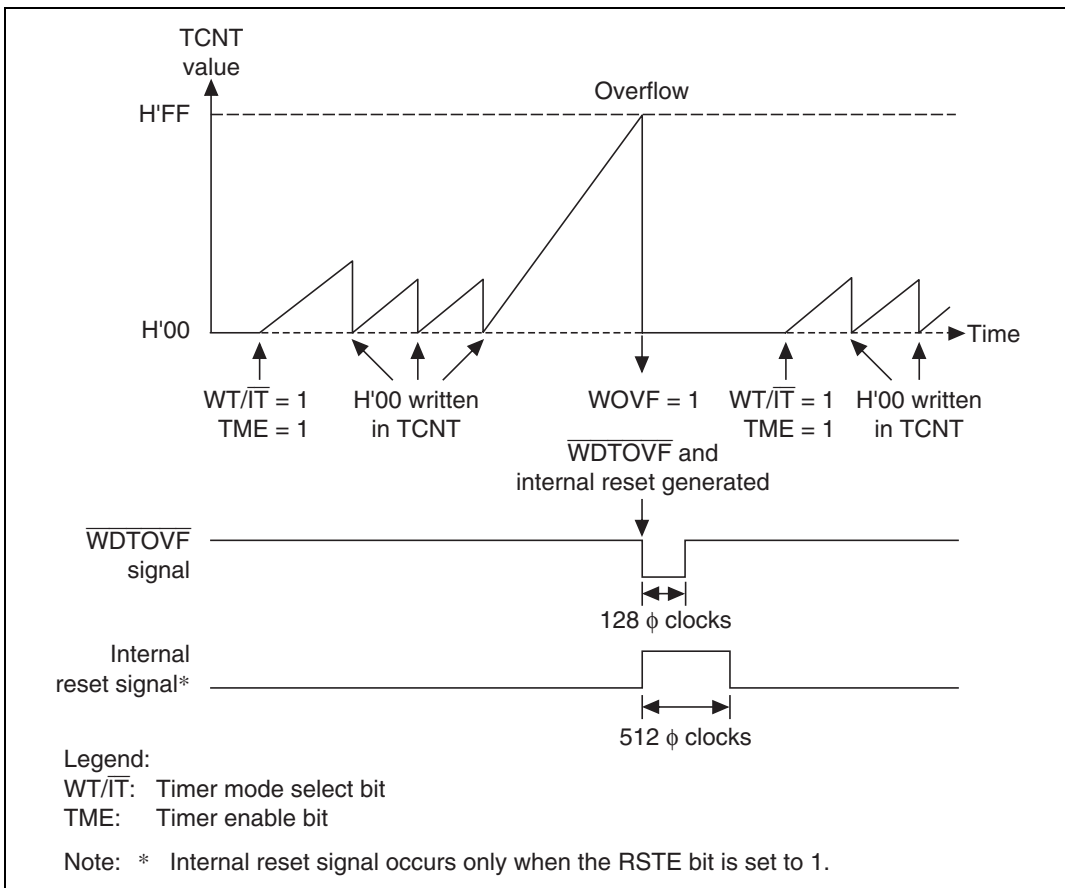 TCNT
value
Overflow
H'FF
H'00
Time
WT/IT = 1
TME = 1
H'00 written
in TCNT
WOVF = 1
WT/IT = 1
TME = 1
H'00 written
in TCNT
WDTOVF and
internal reset generated
WDTOVF
signal
128 ϕ clocks
Internal
reset signal*
512 ϕ clocks
Legend:
WT/IT: Timer mode select bit
TME: Timer enable bit
Note: * Internal reset signal occurs only when the RSTE bit is set to 1.